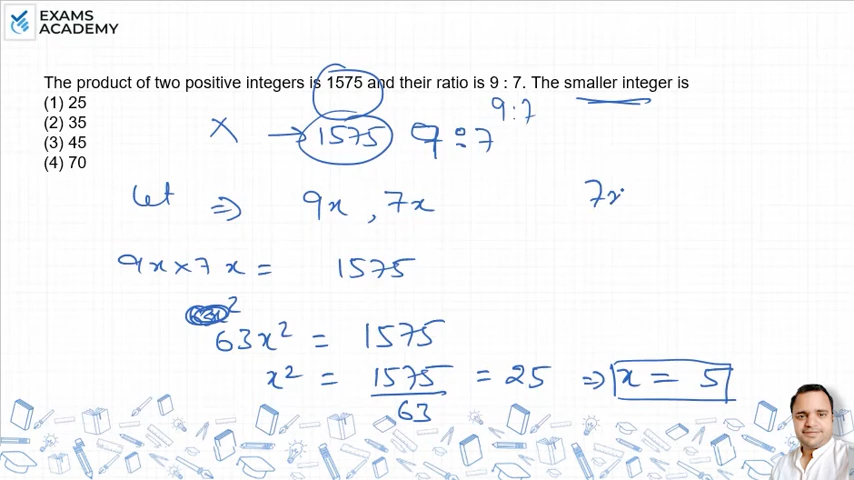 EXAMS
ACADEMY
The product of two positive integers is 1575 and their ratio is 9 : 7. The smaller integer is
(1) 25
(2) 35
(3) 45
(4) 70
9:7
X → 1575 9:7
Let ⇒ 9x , 7x 7x
9x × 7x = 1575
63x² = 1575
x² = 1575/63 = 25 ⇒ x = 5